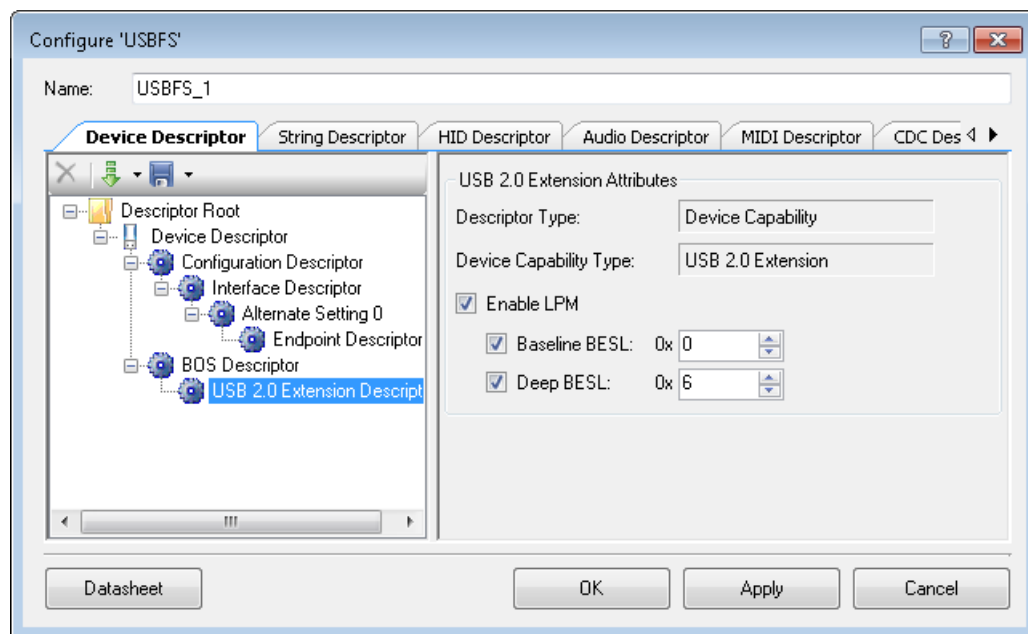 Configure 'USBFS'
Name: USBFS_1
Device Descriptor String Descriptor HID Descriptor Audio Descriptor MIDI Descriptor CDC Des
Descriptor Root
Device Descriptor
Configuration Descriptor
Interface Descriptor
Alternate Setting 0
Endpoint Descriptor
BOS Descriptor
USB 2.0 Extension Descript
USB 2.0 Extension Attributes
Descriptor Type: Device Capability
Device Capability Type: USB 2.0 Extension
Enable LPM
Baseline BESL: 0x 0
Deep BESL: 0x 6
Datasheet OK Apply Cancel